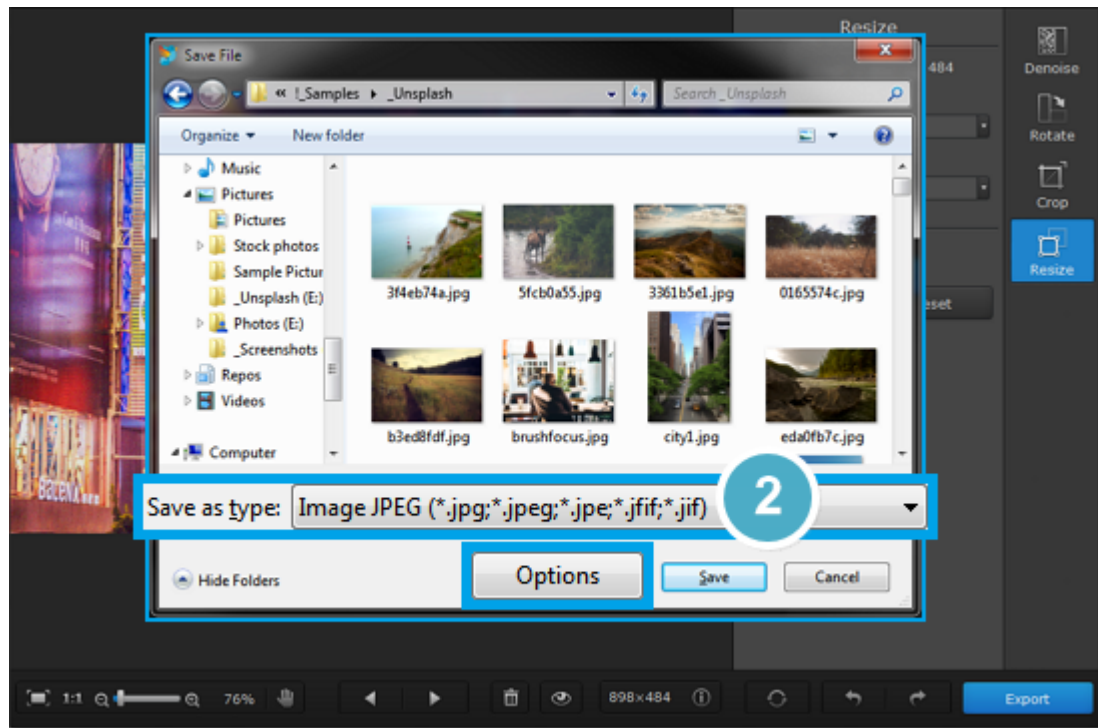 Resize
Save File
484
Denoise
« !_Samples ▸ _Unsplash
Search _Unsplash
Organize
New folder
Rotate
Music
Pictures
Crop
Pictures
Stock photos
Sample Pictur
Resize
_Unsplash (E:)
3f4eb74a.jpg
5fcb0a55.jpg
3361b5e1.jpg
0165574c.jpg
eset
Photos (E:)
_Screenshots
Repos
Videos
b3ed8fdf.jpg
brushfocus.jpg
city1.jpg
eda0fb7c.jpg
Computer
Save as type: Image JPEG (*.jpg;*.jpeg;*.jpe;*.jfif;*.jif)
2
Hide Folders
Options
Save
Cancel
1:1
76%
898×484
Export